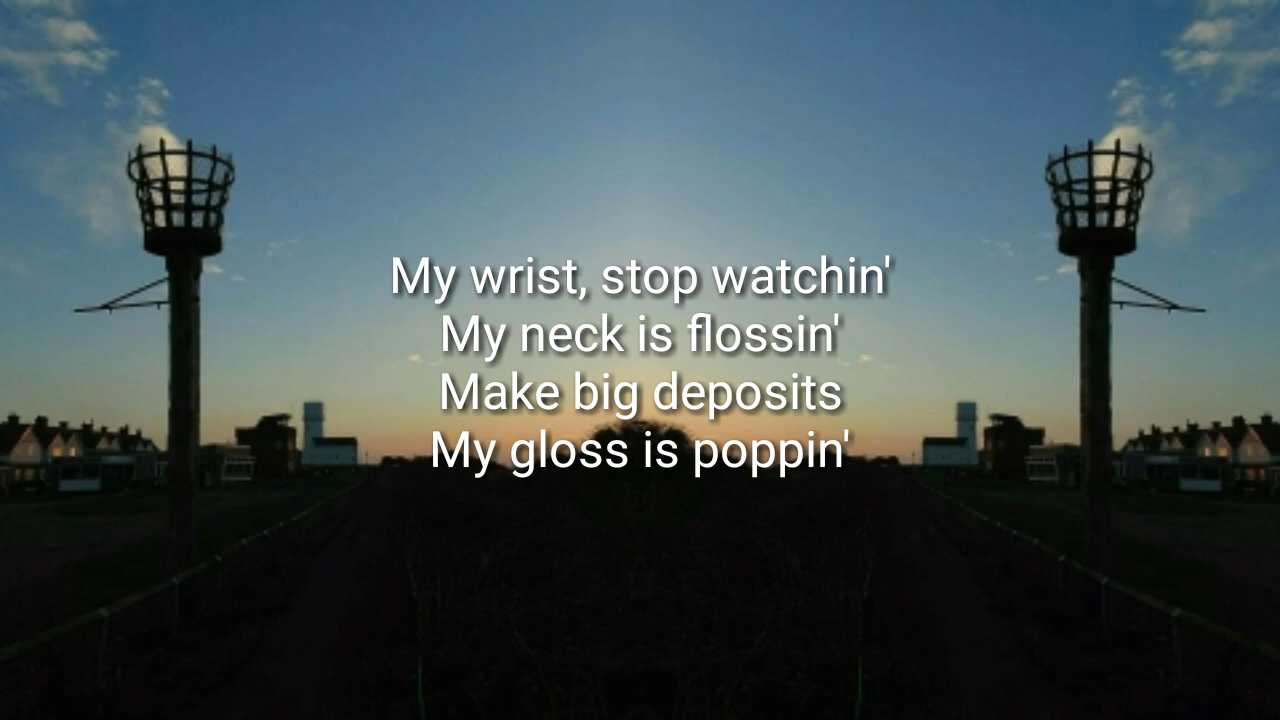 My wrist, stop watchin'
My neck is flossin'
Make big deposits
My gloss is poppin'